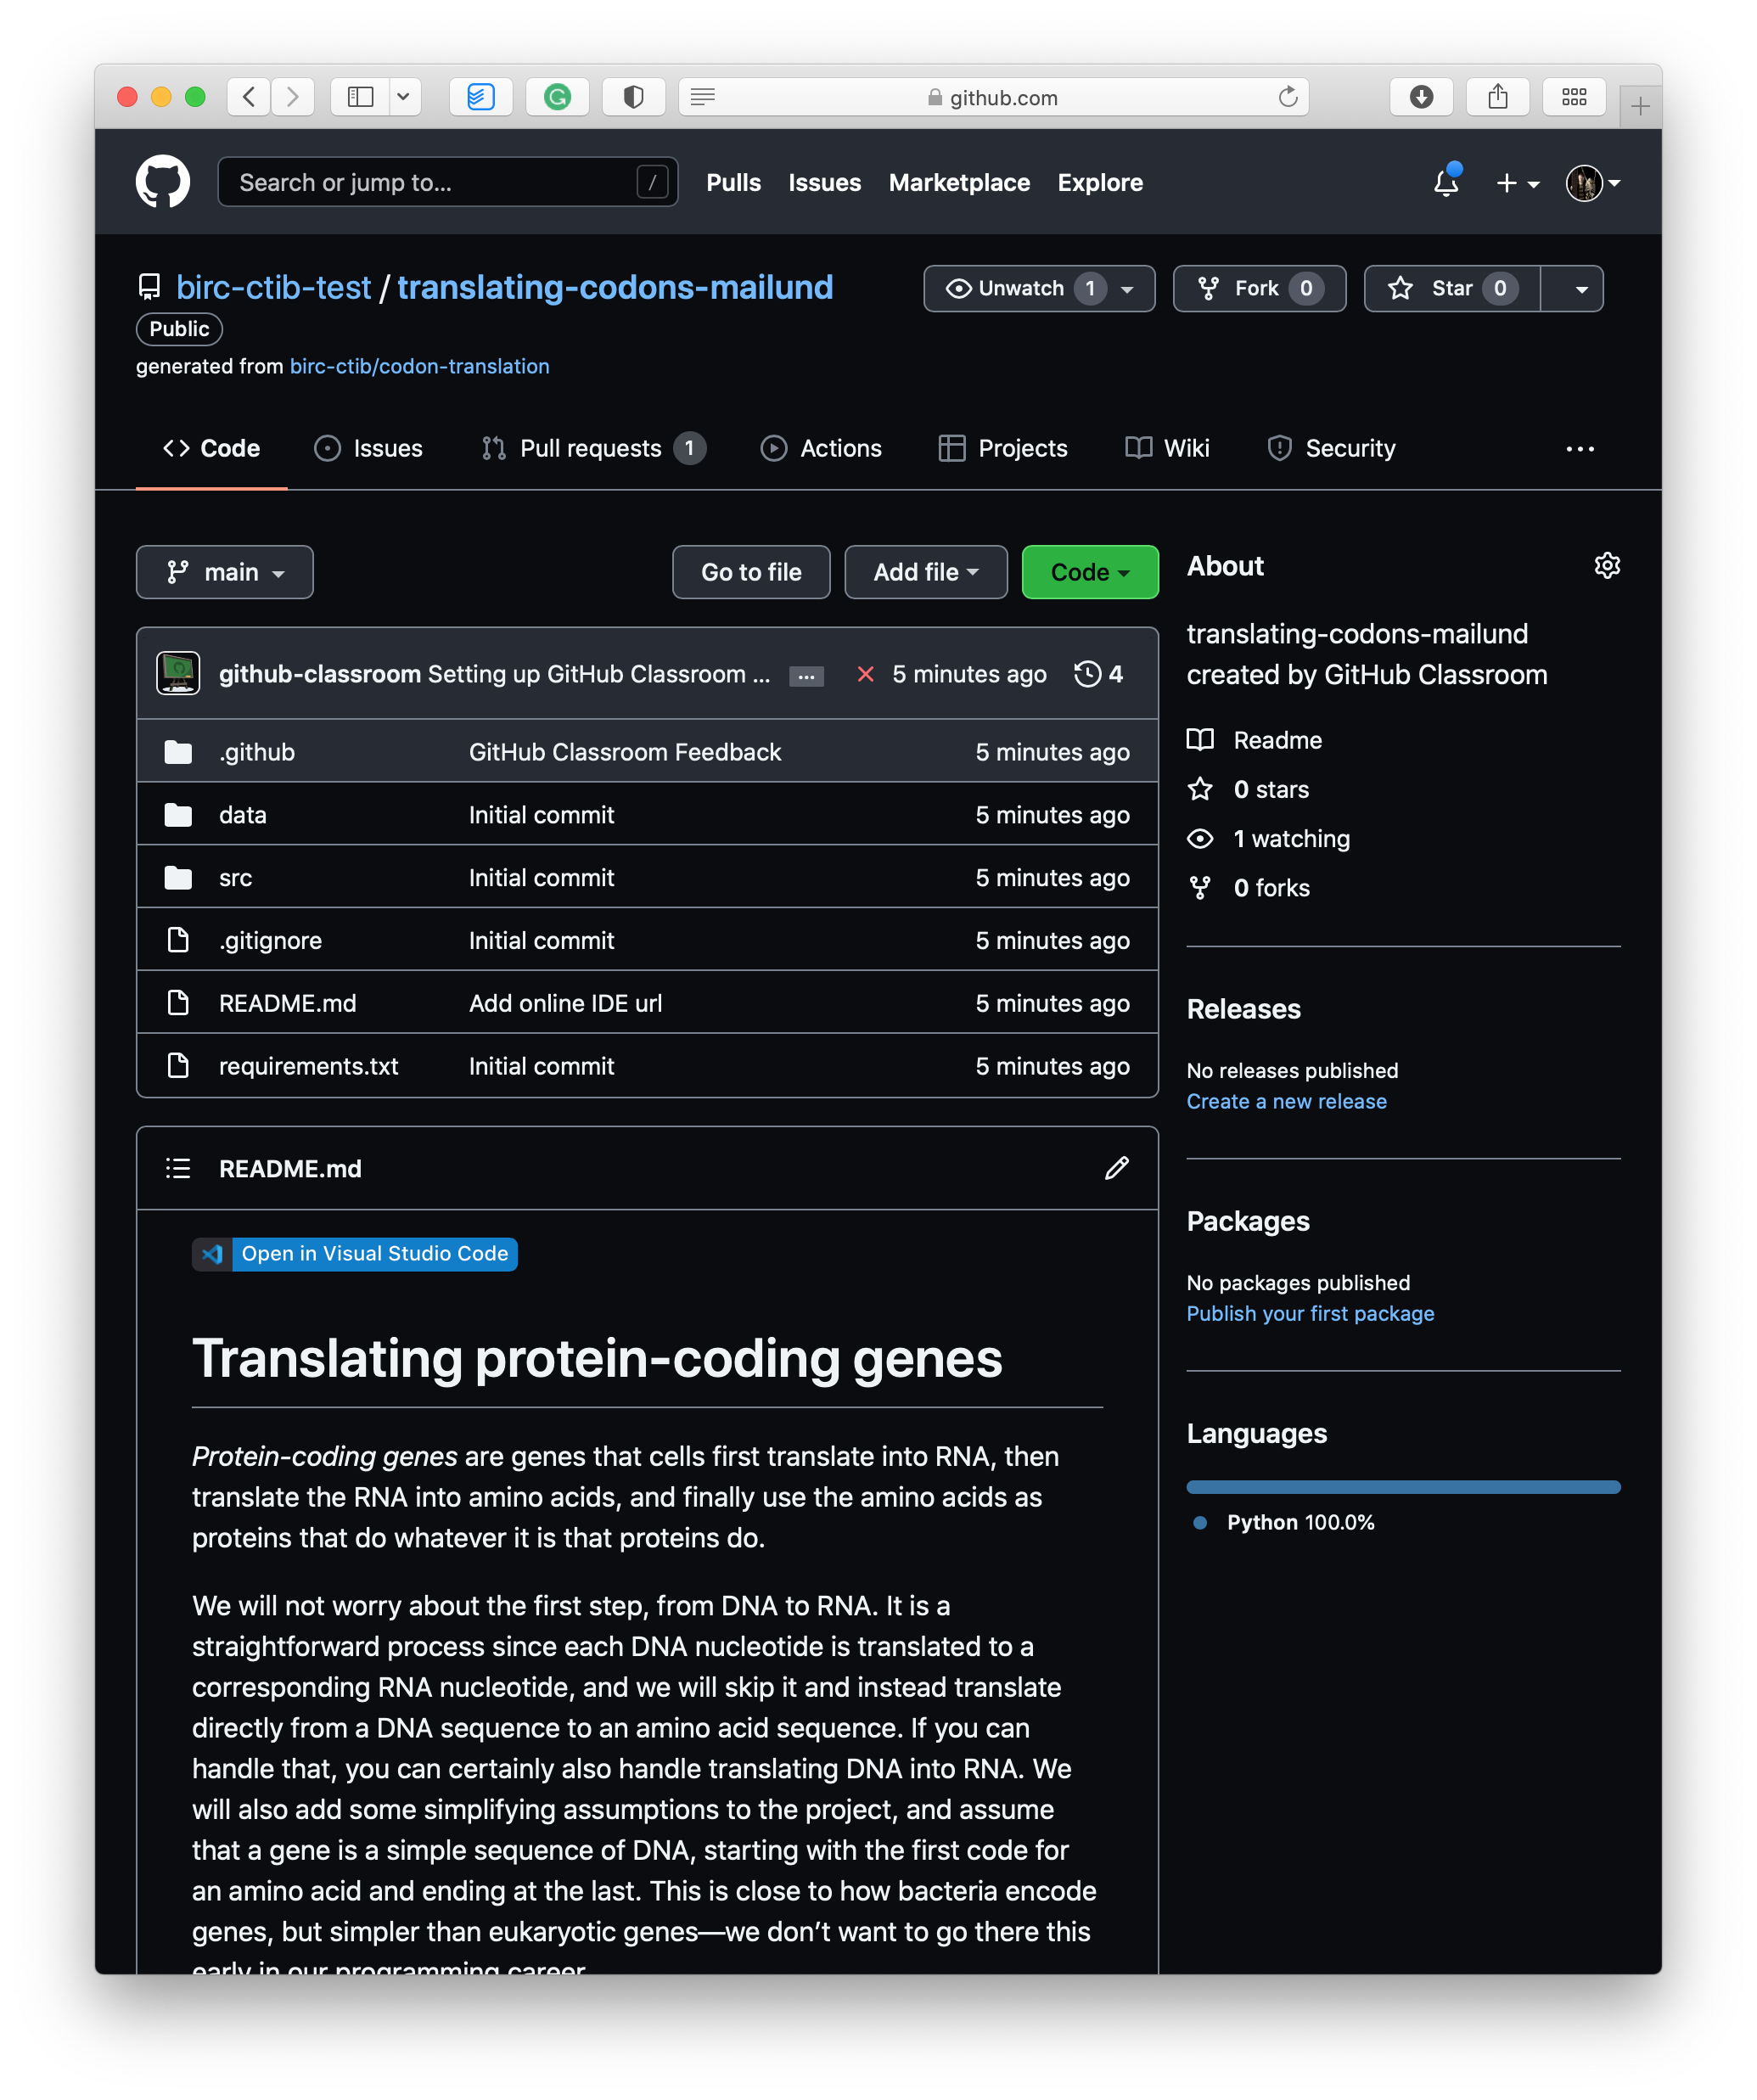 github.com
Search or jump to... /
Pulls Issues Marketplace Explore
birc-ctib-test / translating-codons-mailund
Unwatch 1 Fork 0 Star 0
Public
generated from birc-ctib/codon-translation
Code Issues Pull requests 1 Actions Projects Wiki Security ...
main Go to file Add file Code
github-classroom Setting up GitHub Classroom ... ... 5 minutes ago 4
.github GitHub Classroom Feedback 5 minutes ago
data Initial commit 5 minutes ago
src Initial commit 5 minutes ago
.gitignore Initial commit 5 minutes ago
README.md Add online IDE url 5 minutes ago
requirements.txt Initial commit 5 minutes ago
README.md
Open in Visual Studio Code
Translating protein-coding genes
Protein-coding genes are genes that cells first translate into RNA, then
translate the RNA into amino acids, and finally use the amino acids as
proteins that do whatever it is that proteins do.
We will not worry about the first step, from DNA to RNA. It is a
straightforward process since each DNA nucleotide is translated to a
corresponding RNA nucleotide, and we will skip it and instead translate
directly from a DNA sequence to an amino acid sequence. If you can
handle that, you can certainly also handle translating DNA into RNA. We
will also add some simplifying assumptions to the project, and assume
that a gene is a simple sequence of DNA, starting with the first code for
an amino acid and ending at the last. This is close to how bacteria encode
genes, but simpler than eukaryotic genes—we don’t want to go there this
early in our programming career.
About
translating-codons-mailund
created by GitHub Classroom
Readme
0 stars
1 watching
0 forks
Releases
No releases published
Create a new release
Packages
No packages published
Publish your first package
Languages
Python 100.0%